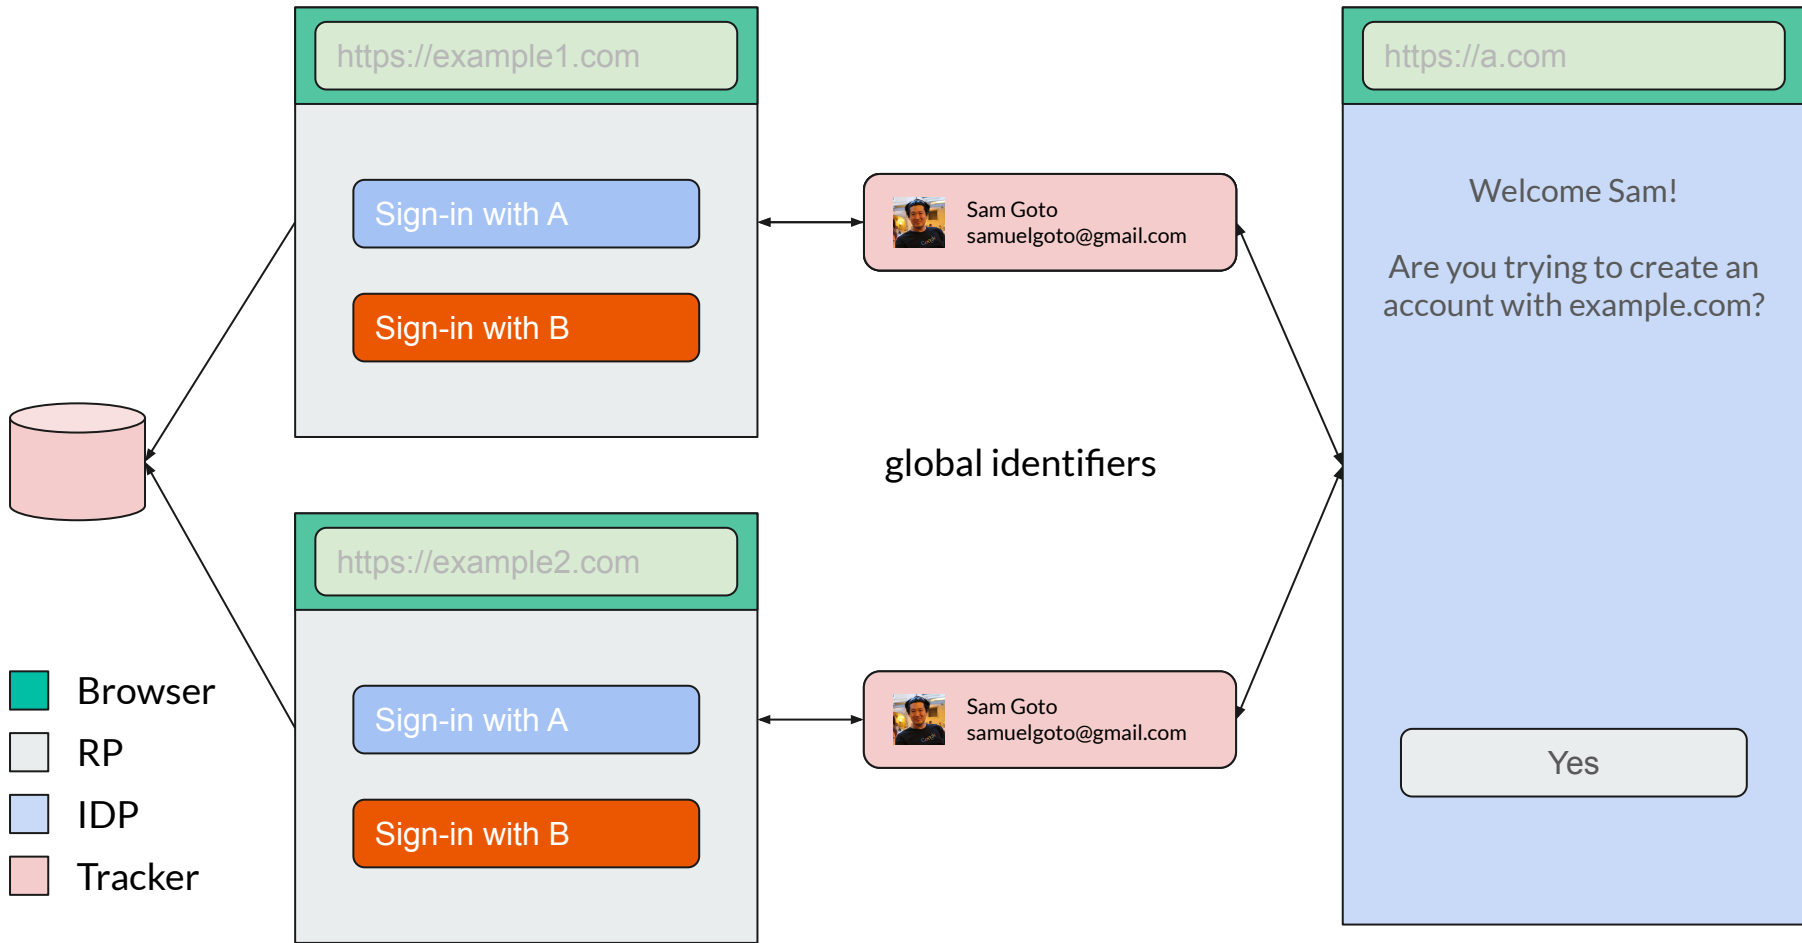 https://example1.com
Sign-in with A
Sign-in with B
Sam Goto
samuelgoto@gmail.com
https://a.com
Welcome Sam!
Are you trying to create an
account with example.com?
Yes
global identifiers
https://example2.com
Sign-in with A
Sign-in with B
Sam Goto
samuelgoto@gmail.com
Browser
RP
IDP
Tracker